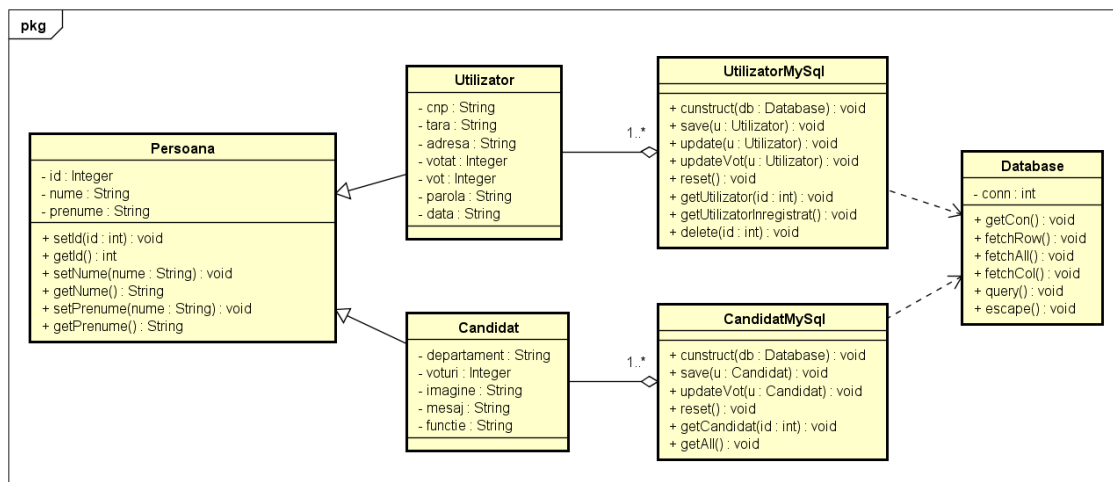 pkg
Persoana
- id : Integer
- nume : String
- prenume : String
+ setId(id : int) : void
+ getId() : int
+ setNume(nume : String) : void
+ getNume() : String
+ setPrenume(nume : String) : void
+ getPrenume() : String
Utilizator
- cnp : String
- tara : String
- adresa : String
- votat : Integer
- vot : Integer
- parola : String
- data : String
Candidat
- departament : String
- voturi : Integer
- imagine : String
- mesaj : String
- functie : String
1..*
1..*
UtilizatorMySql
+ cunstruct(db : Database) : void
+ save(u : Utilizator) : void
+ update(u : Utilizator) : void
+ updateVot(u : Utilizator) : void
+ reset() : void
+ getUtilizator(id : int) : void
+ getUtilizatorInregistrat() : void
+ delete(id : int) : void
CandidatMySql
+ cunstruct(db : Database) : void
+ save(u : Candidat) : void
+ updateVot(u : Candidat) : void
+ reset() : void
+ getCandidat(id : int) : void
+ getAll() : void
Database
- conn : int
+ getCon() : void
+ fetchRow() : void
+ fetchAll() : void
+ fetchCol() : void
+ query() : void
+ escape() : void